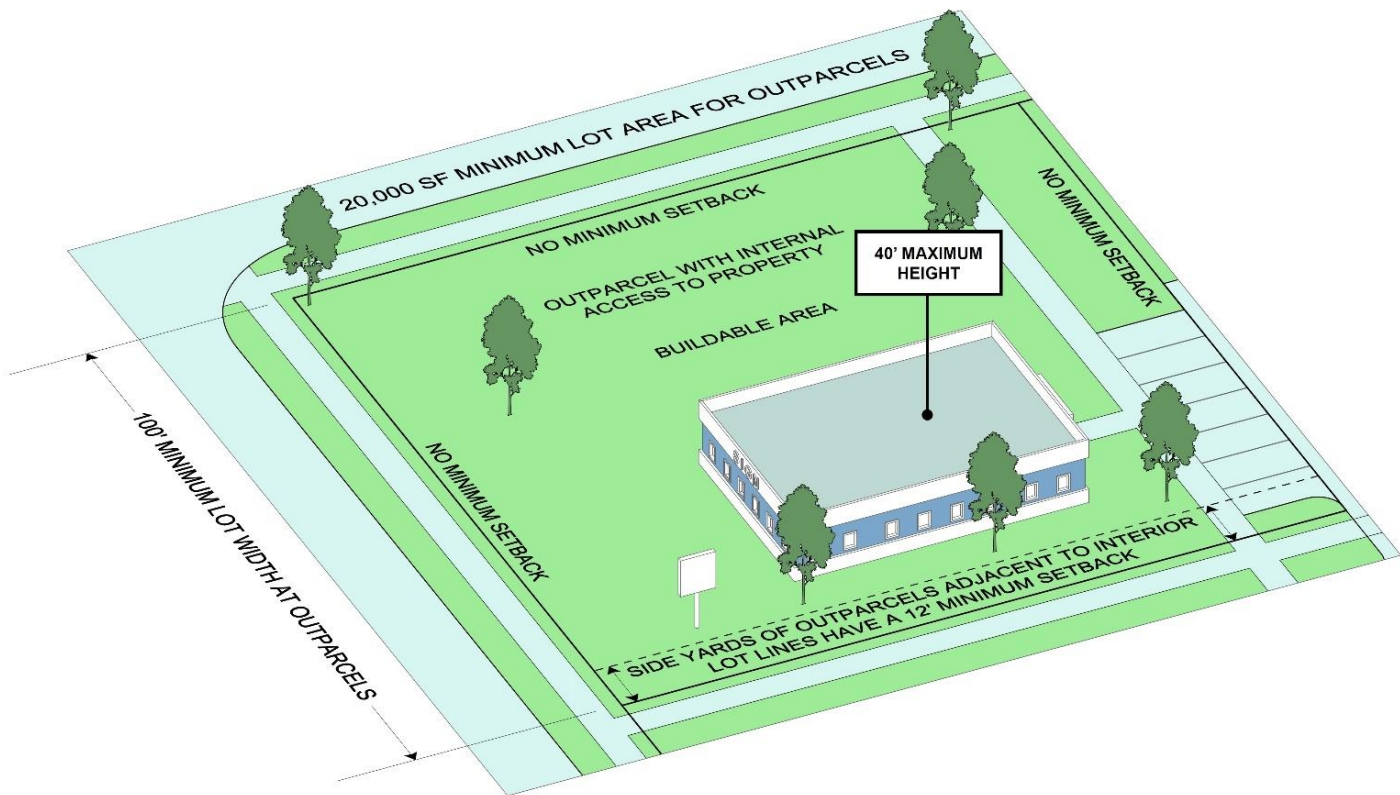 20,000 SF MINIMUM LOT AREA FOR OUTPARCELS
NO MINIMUM SETBACK
NO MINIMUM SETBACK
OUTPARCEL WITH INTERNAL
ACCESS TO PROPERTY
40' MAXIMUM
HEIGHT
BUILDABLE AREA
100' MINIMUM LOT WIDTH AT OUTPARCELS
NO MINIMUM SETBACK
SIGN
SIDE YARDS OF OUTPARCELS ADJACENT TO INTERIOR
LOT LINES HAVE A 12' MINIMUM SETBACK